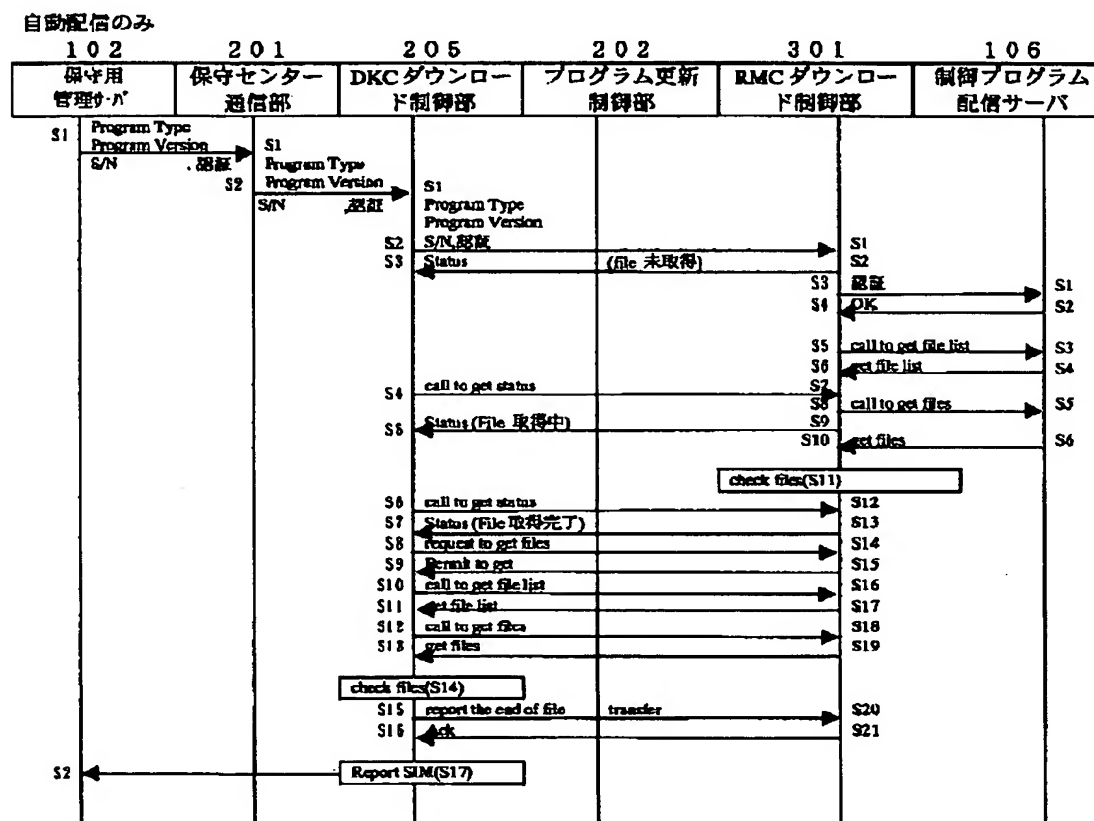 自動配信のみ
102 201 205 202 301 106
保守用 保守センター DKCダウンロー プログラム更新 RMCダウンロー 制御プログラム
管理サーバ 通信部 ド制御部 制御部 ド制御部 配信サーバ
S1 Program Type
Program Version S1
S/N ,認証 Program Type
S2 Program Version S1
S/N ,認証 Program Type
Program Version
S2 S/N,認証 S1
S3 Status (file 未取得) S2
S3 認証 S1
S4 OK S2
S5 call to get file list S3
S6 get file list S4
S4 call to get status S7
S8 call to get files S5
S5 Status (File 取得中) S9
S10 get files S6
check files(S11)
S6 call to get status S12
S7 Status (File 取得完了) S13
S8 request to get files S14
S9 Permit to get S15
S10 call to get file list S16
S11 get file list S17
S12 call to get files S18
S13 get files S19
check files(S14)
S15 report the end of file transfer S20
S16 Ack S21
S2 Report SIM(S17)